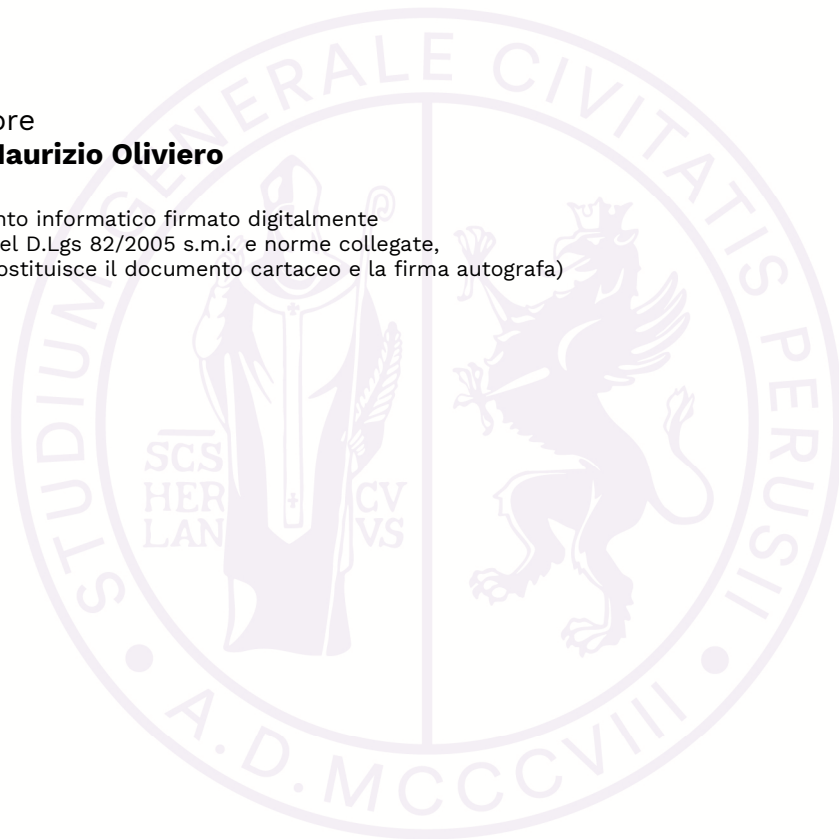 ore
Maurizio Oliviero
nto informatico firmato digitalmente
el D.Lgs 82/2005 s.m.i. e norme collegate,
ostituisce il documento cartaceo e la firma autografa)
STUDIUM GENERALE CIVITATIS PERUSII
SCS
HER CV
LAN VS
A.D. MCCCVIII